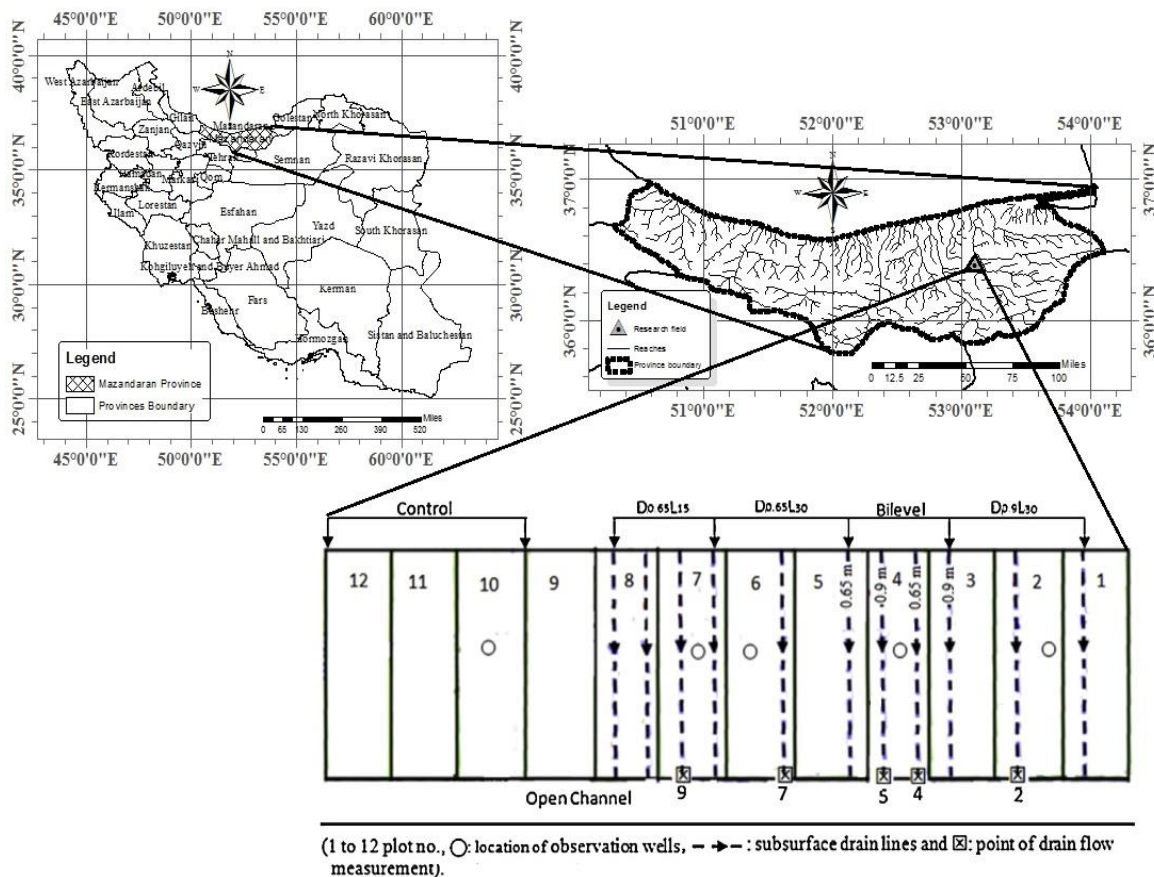 45°0'0"E 50°0'0"E 55°0'0"E 60°0'0"E
40°0'0"N
35°0'0"N
30°0'0"N
25°0'0"N
N
W E
West Azarbaijan
Ardebil
East Azarbaijan
Gilan
Zanjan
Mazandaran
Golestan
North Khorasan
Qazvin
Tehran
Semnan
Razavi Khorasan
Kordestan
Hamadan
Markazi
Qom
Kermanshah
Lorestan
Ilam
Esfahan
Yazd
South Khorasan
Khuzestan
Chahar Mahall and Bakhtiari
Kohgiluyeh and Buyer Ahmad
Fars
Kerman
Bushehr
Hormozgan
Sistan and Baluchestan
Legend
Mazandaran Province
Provinces Boundary
Miles
0 65 130 260 390 520
45°0'0"E 50°0'0"E 55°0'0"E 60°0'0"E
40°0'0"N
35°0'0"N
30°0'0"N
25°0'0"N
51°0'0"E 52°0'0"E 53°0'0"E 54°0'0"E
37°0'0"N
36°0'0"N
N
W E
S
Legend
Research field
Reaches
Province boundary
Miles
0 12.5 25 50 75 100
51°0'0"E 52°0'0"E 53°0'0"E 54°0'0"E
37°0'0"N
36°0'0"N
Control D0.65L15 D0.65L30 Bilevel D0.9L30
12 11 10 9 8 7 6 5 4 3 2 1
0.65 m -0.9 m 0.65 m -0.9 m
9 7 5 4 2
Open Channel
(1 to 12 plot no., : location of observation wells, : subsurface drain lines and : point of drain flow
measurement).